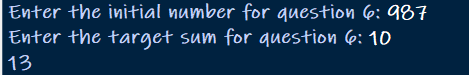 Enter the initial number for question 6: 987
Enter the target sum for question 6: 10
13